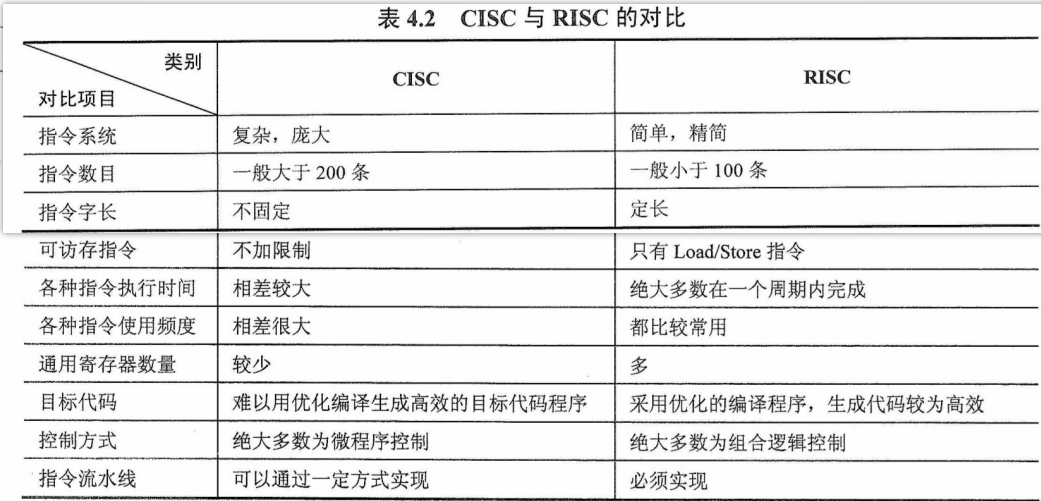 表 4.2 CISC 与 RISC 的对比
类别
对比项目 CISC RISC
指令系统 复杂，庞大 简单，精简
指令数目 一般大于 200 条 一般小于 100 条
指令字长 不固定 定长
可访存指令 不加限制 只有 Load/Store 指令
各种指令执行时间 相差较大 绝大多数在一个周期内完成
各种指令使用频度 相差很大 都比较常用
通用寄存器数量 较少 多
目标代码 难以用优化编译生成高效的目标代码程序 采用优化的编译程序，生成代码较为高效
控制方式 绝大多数为微程序控制 绝大多数为组合逻辑控制
指令流水线 可以通过一定方式实现 必须实现